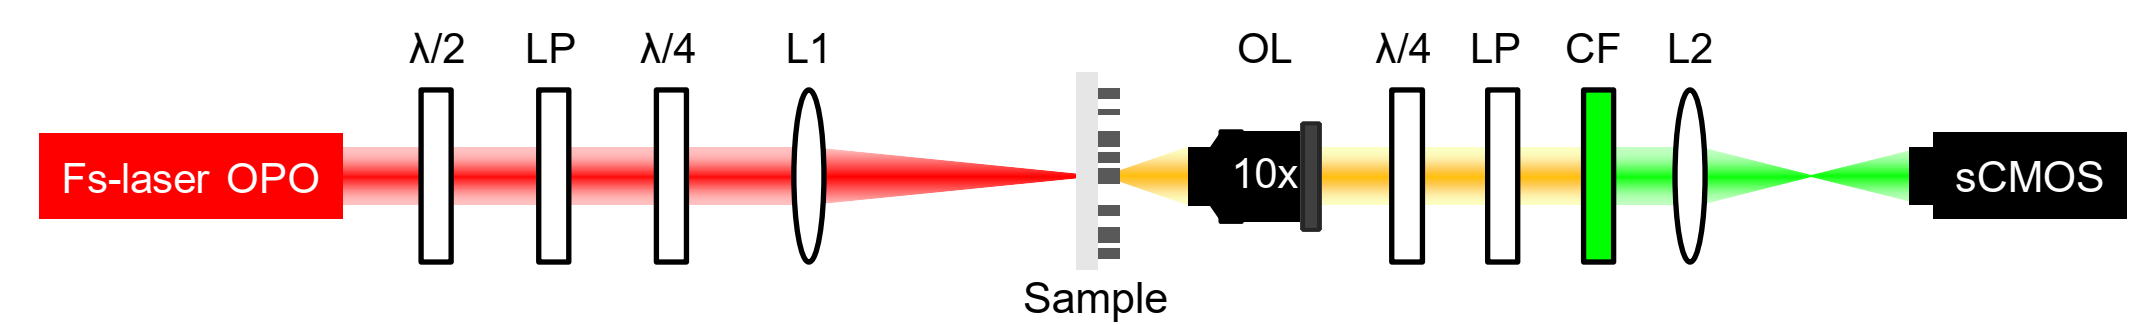 λ/2 LP λ/4 L1 OL λ/4 LP CF L2
Fs-laser OPO 10x sCMOS
Sample